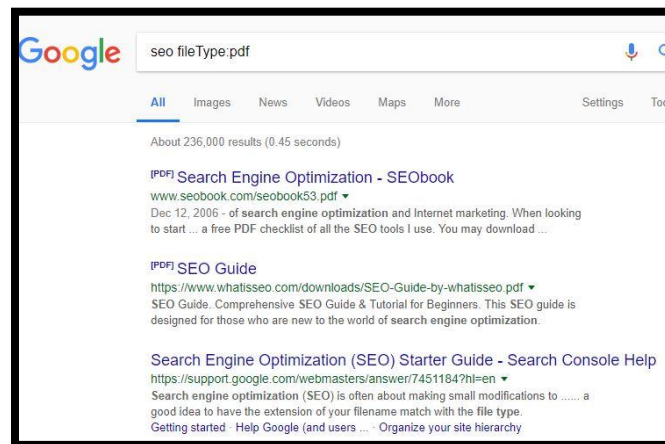 Google seo fileType:pdf
All Images News Videos Maps More Settings
About 236,000 results (0.45 seconds)
[PDF] Search Engine Optimization - SEObook
www.seobook.com/seobook53.pdf
Dec 12, 2006 - of search engine optimization and Internet marketing. When looking
to start ... a free PDF checklist of all the SEO tools I use. You may download ...
[PDF] SEO Guide
https://www.whatisseo.com/downloads/SEO-Guide-by-whatisseo.pdf
SEO Guide. Comprehensive SEO Guide & Tutorial for Beginners. This SEO guide is
designed for those who are new to the world of search engine optimization.
Search Engine Optimization (SEO) Starter Guide - Search Console Help
https://support.google.com/webmasters/answer/7451184?hl=en
Search engine optimization (SEO) is often about making small modifications to ...... a
good idea to have the extension of your filename match with the file type.
Getting started · Help Google (and users ... · Organize your site hierarchy